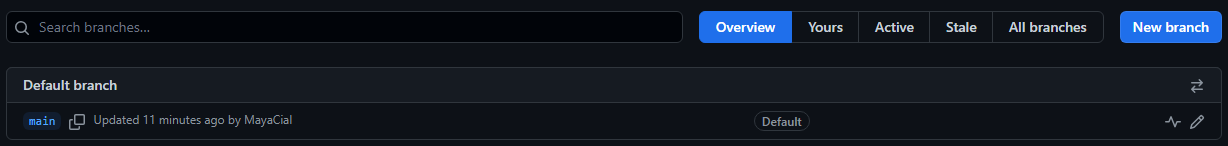 Search branches...
Overview
Yours
Active
Stale
All branches
New branch
Default branch
main
Updated 11 minutes ago by MayaCial
Default